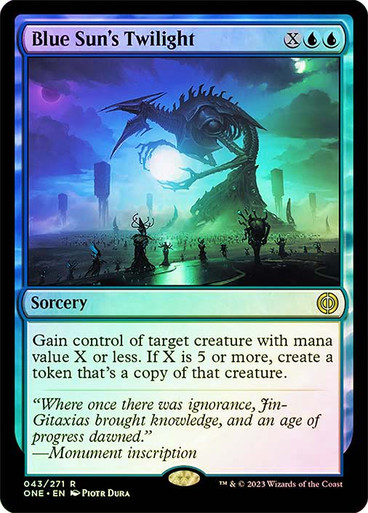 Blue Sun's Twilight X
Sorcery
Gain control of target creature with mana
value X or less. If X is 5 or more, create a
token that's a copy of that creature.
“Where once there was ignorance, Jin-
Gitaxias brought knowledge, and an age of
progress dawned.”
—Monument inscription
043/271 R
ONE • EN Piotr Dura
™ & © 2023 Wizards of the Coast